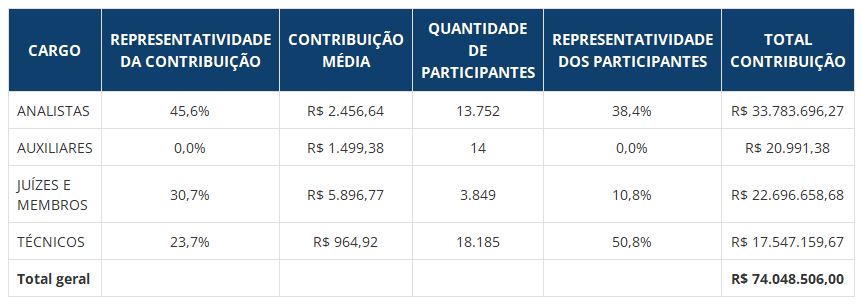 CARGO
REPRESENTATIVIDADE
DA CONTRIBUIÇÃO
CONTRIBUIÇÃO
MÉDIA
QUANTIDADE
DE
PARTICIPANTES
REPRESENTATIVIDADE
DOS PARTICIPANTES
TOTAL
CONTRIBUIÇÃO
ANALISTAS 45,6% R$ 2.456,64 13.752 38,4% R$ 33.783.696,27
AUXILIARES 0,0% R$ 1.499,38 14 0,0% R$ 20.991,38
JUÍZES E
MEMBROS 30,7% R$ 5.896,77 3.849 10,8% R$ 22.696.658,68
TÉCNICOS 23,7% R$ 964,92 18.185 50,8% R$ 17.547.159,67
Total geral R$ 74.048.506,00